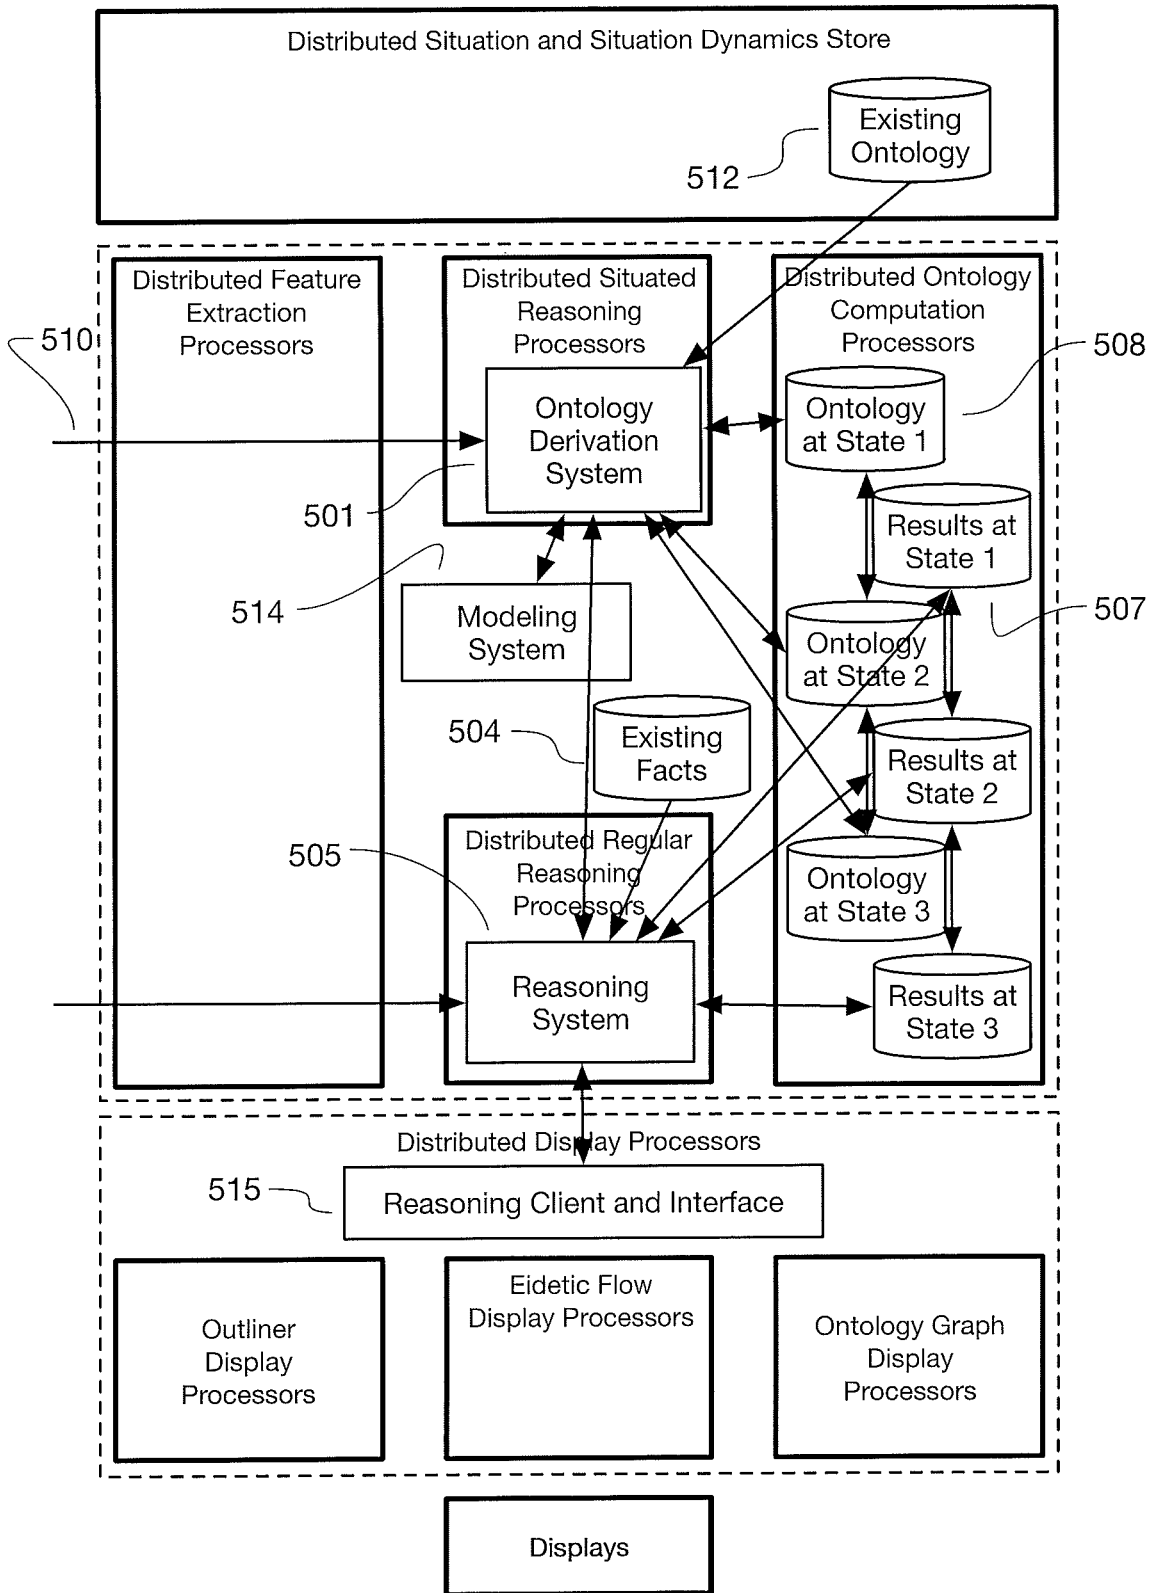 Distributed Situation and Situation Dynamics Store
Existing
Ontology
512
Distributed Feature
Extraction
Processors
510
Distributed Situated
Reasoning
Processors
Ontology
Derivation
System
501
514
Modeling
System
Distributed Ontology
Computation
Processors
508
Ontology
at State 1
Results at
State 1
507
Ontology
at State 2
504
Existing
Facts
Results at
State 2
505
Distributed Regular
Reasoning
Processors
Ontology
at State 3
Reasoning
System
Results at
State 3
Distributed Display Processors
515
Reasoning Client and Interface
Outliner
Display
Processors
Eidetic Flow
Display Processors
Ontology Graph
Display
Processors
Displays